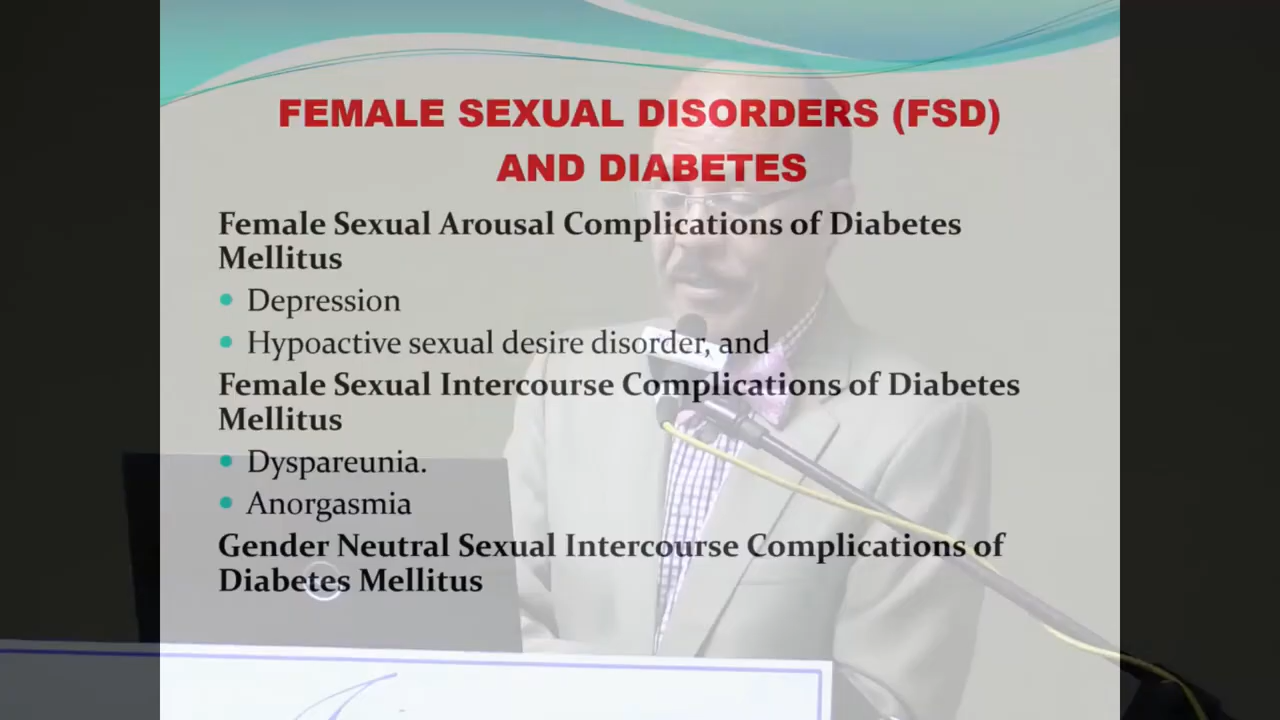 FEMALE SEXUAL DISORDERS (FSD)
AND DIABETES
Female Sexual Arousal Complications of Diabetes
Mellitus
• Depression
• Hypoactive sexual desire disorder, and
Female Sexual Intercourse Complications of Diabetes
Mellitus
• Dyspareunia.
• Anorgasmia
Gender Neutral Sexual Intercourse Complications of
Diabetes Mellitus